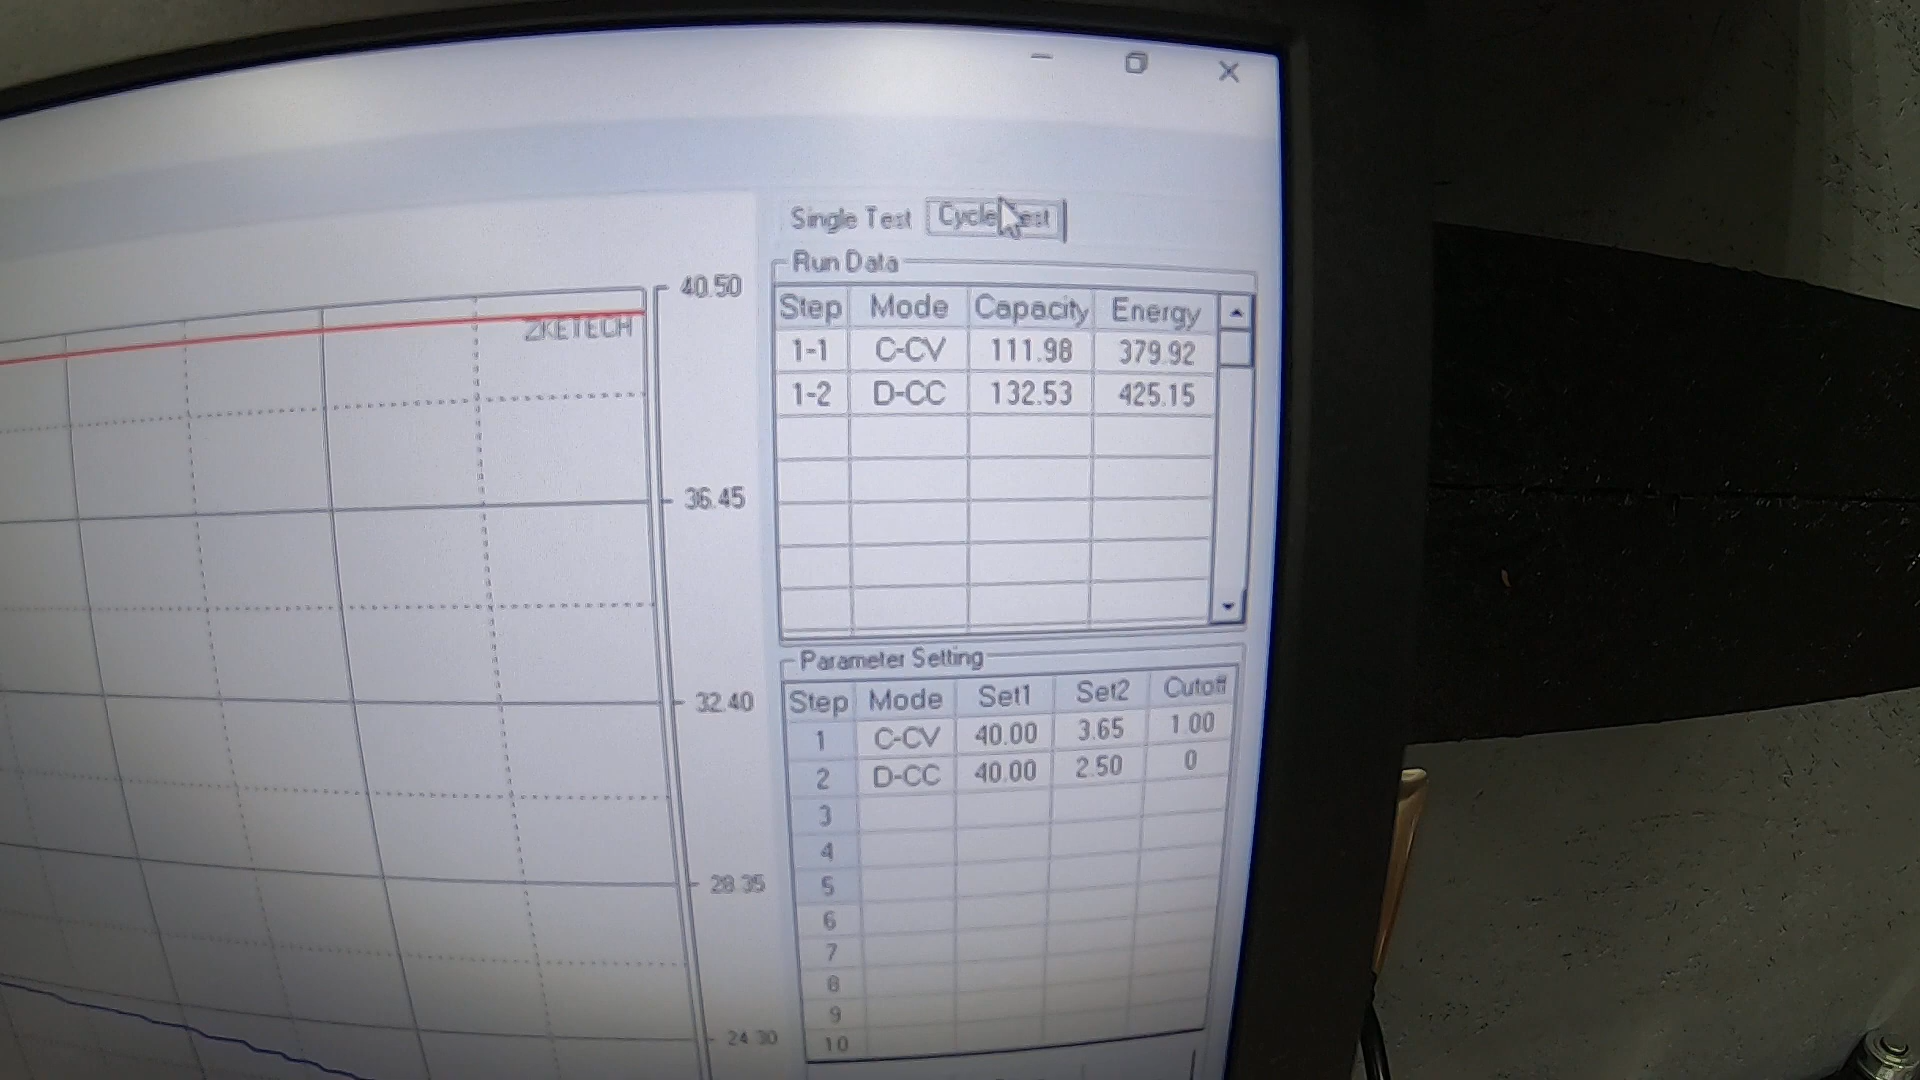 Single Test Cycle Test
Run Data
Step Mode Capacity Energy
1-1 C-CV 111.98 379.92
1-2 D-CC 132.53 425.15
40.50
ZKETECH
36.45
32.40
28.35
24.30
Parameter Setting
Step Mode Set1 Set2 Cutoff
1 C-CV 40.00 3.65 1.00
2 D-CC 40.00 2.50 0
3
4
5
6
7
8
9
10